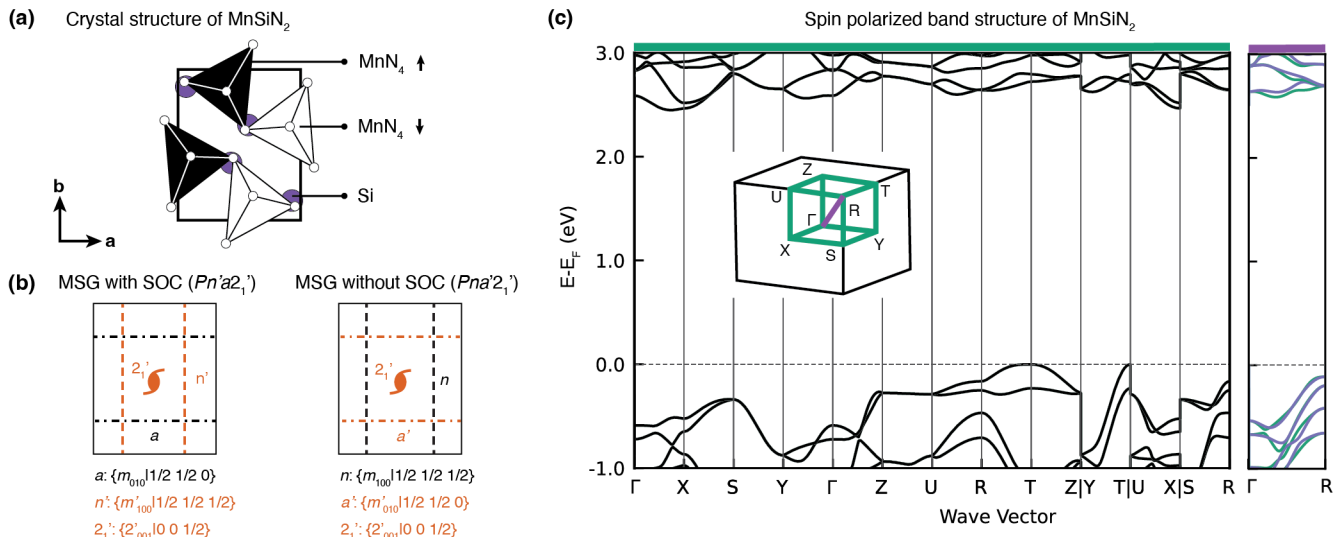 (a)
Crystal structure of MnSiN2
MnN4
MnN4
Si
b
a
(b)
MSG with SOC (Pn'a21')
21'
n'
a
a: {m010|1/2 1/2 0}
n': {m'100|1/2 1/2 1/2}
21': {2'001|0 0 1/2}
MSG without SOC (Pna'21')
21'
n
a'
n: {m100|1/2 1/2 1/2}
a': {m'010|1/2 1/2 0}
21': {2'001|0 0 1/2}
(c)
Spin polarized band structure of MnSiN2
E-EF (eV)
3.0
2.0
1.0
0.0
-1.0
Z
U
T
R
Γ
X
S
Y
Γ X S Y Γ Z U R T Z|Y T|U X|S R
Wave Vector
Γ R